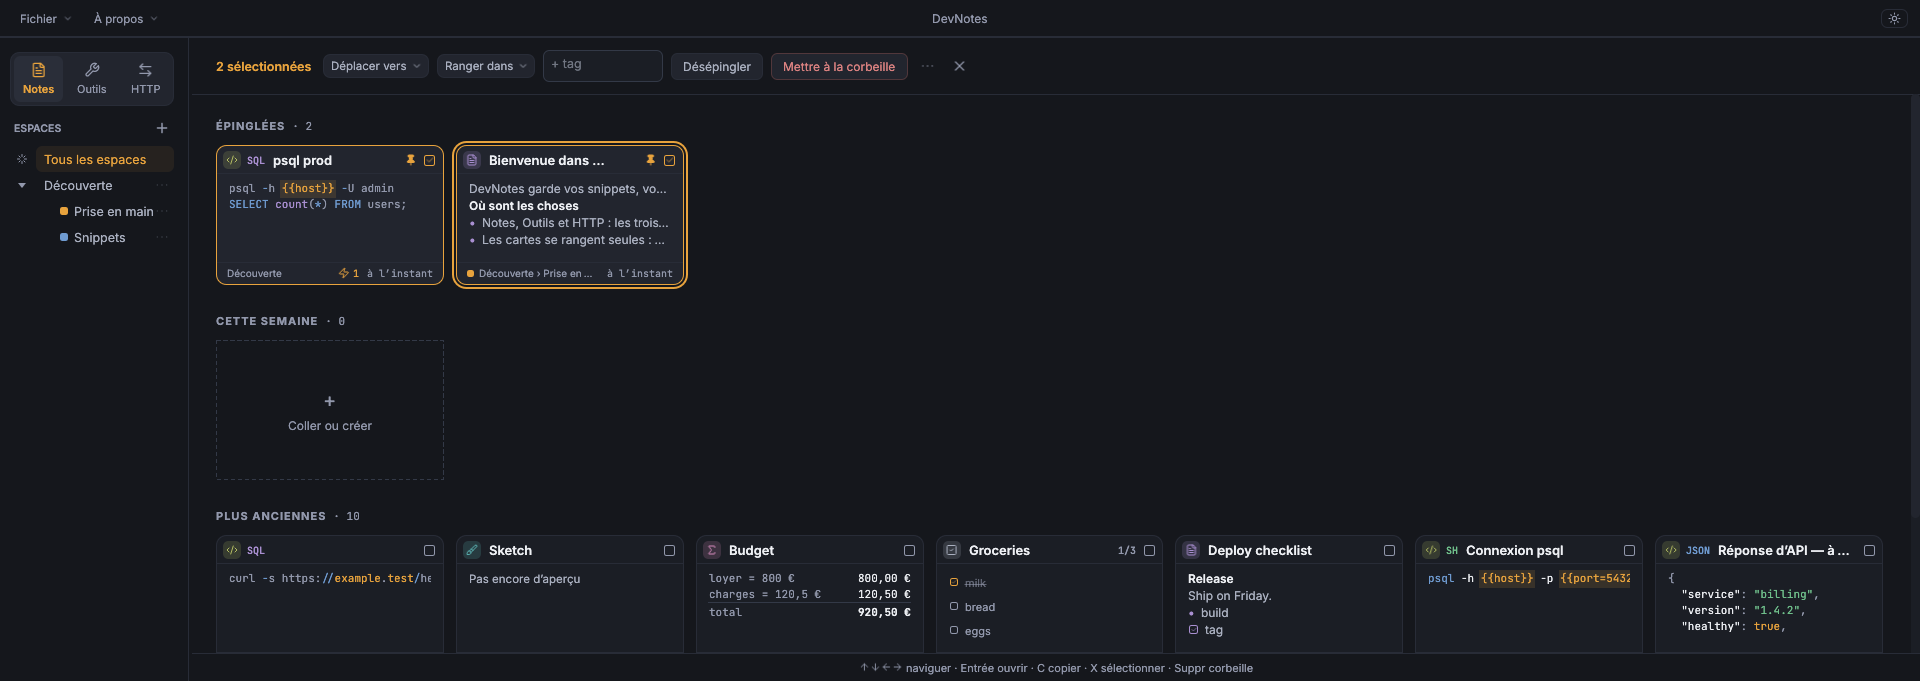 Fichier
À propos
DevNotes
Notes
Outils
HTTP
ESPACES
Tous les espaces
Découverte
Prise en main
Snippets
2 sélectionnées
Déplacer vers
Ranger dans
+ tag
Désépingler
Mettre à la corbeille
ÉPINGLÉES · 2
SQL psql prod
psql -h {{host}} -U admin
SELECT count(*) FROM users;
Découverte
1 à l’instant
Bienvenue dans ...
DevNotes garde vos snippets, vo...
Où sont les choses
• Notes, Outils et HTTP : les trois...
• Les cartes se rangent seules : ...
Découverte › Prise en ...
à l’instant
CETTE SEMAINE · 0
+
Coller ou créer
PLUS ANCIENNES · 10
SQL
curl -s https://example.test/he
Sketch
Pas encore d’aperçu
Budget
loyer = 800 € 800,00 €
charges = 120,5 € 120,50 €
total 920,50 €
Groceries 1/3
milk
bread
eggs
Deploy checklist
Release
Ship on Friday.
• build
tag
SH Connexion psql
psql -h {{host}} -p {{port=5432
JSON Réponse d’API — à ...
{
"service": "billing",
"version": "1.4.2",
"healthy": true,
↑↓←→ naviguer · Entrée ouvrir · C copier · X sélectionner · Suppr corbeille